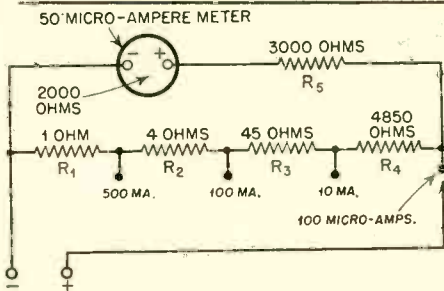 50 MICRO-AMPERE METER
- +
2000
OHMS
3000 OHMS
R5
1 OHM
R1
4 OHMS
R2
45 OHMS
R3
4850
OHMS
R4
500 MA.
100 MA.
10 MA.
100 MICRO-AMPS.
- +